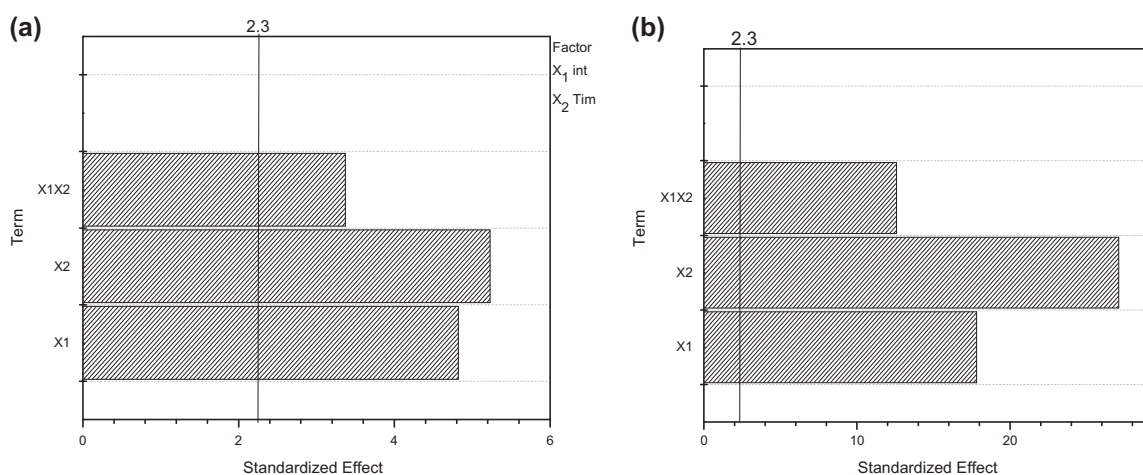 (a)
2.3
Factor
X1 int
X2 Tim
X1X2
X2
X1
Term
0 2 4 6
Standardized Effect
(b)
2.3
X1X2
X2
X1
Term
0 10 20
Standardized Effect